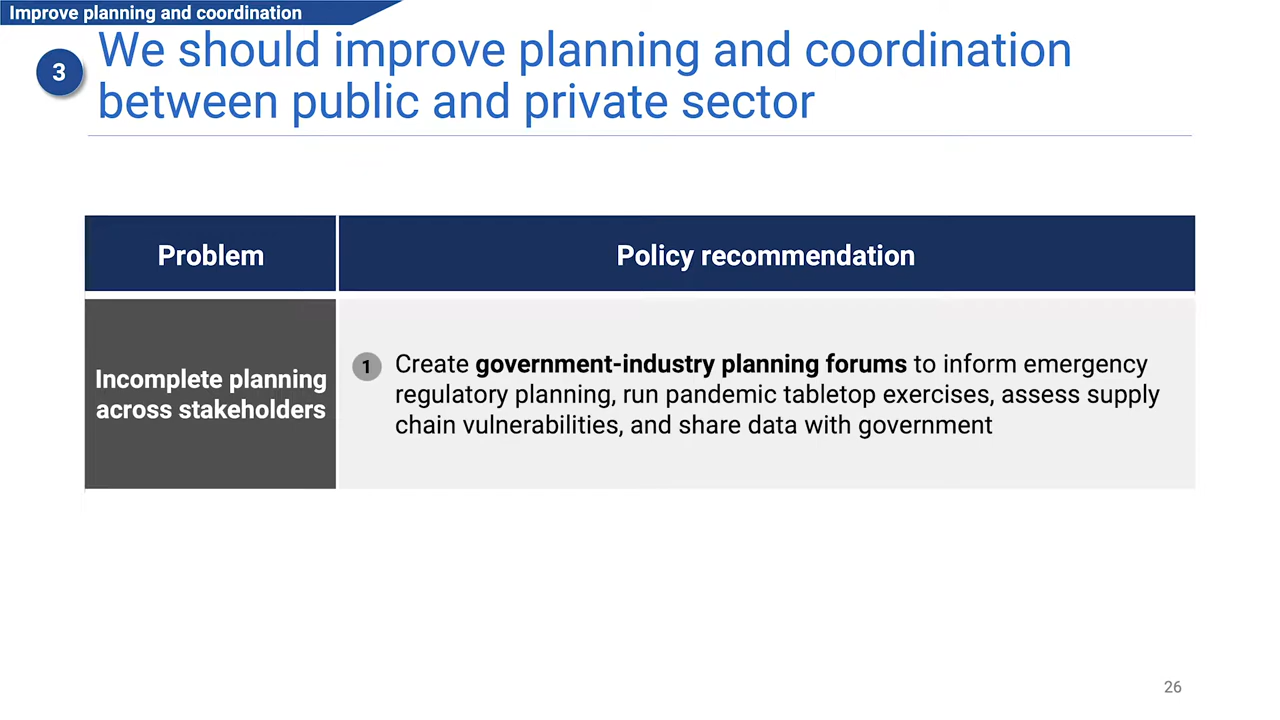 Improve planning and coordination
3
We should improve planning and coordination
between public and private sector
Problem
Policy recommendation
Incomplete planning
across stakeholders
1
Create government-industry planning forums to inform emergency
regulatory planning, run pandemic tabletop exercises, assess supply
chain vulnerabilities, and share data with government
26